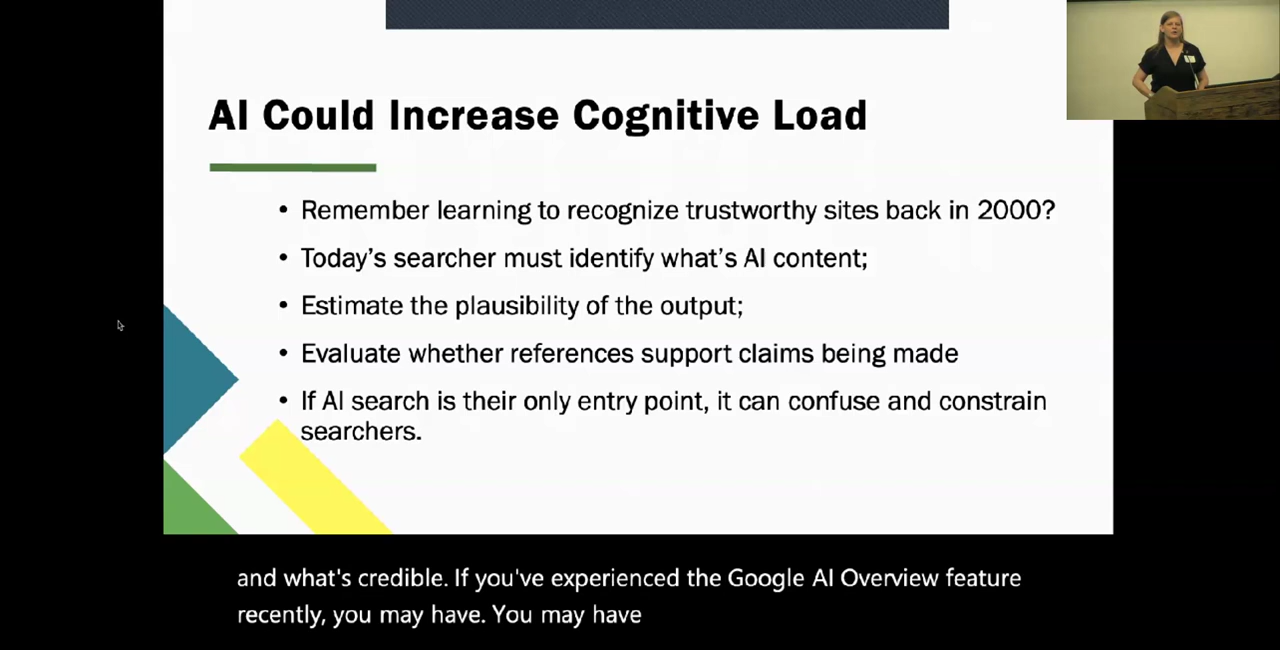 AI Could Increase Cognitive Load
• Remember learning to recognize trustworthy sites back in 2000?
• Today's searcher must identify what's AI content;
• Estimate the plausibility of the output;
• Evaluate whether references support claims being made
• If AI search is their only entry point, it can confuse and constrain
searchers.
and what's credible. If you've experienced the Google AI Overview feature
recently, you may have. You may have